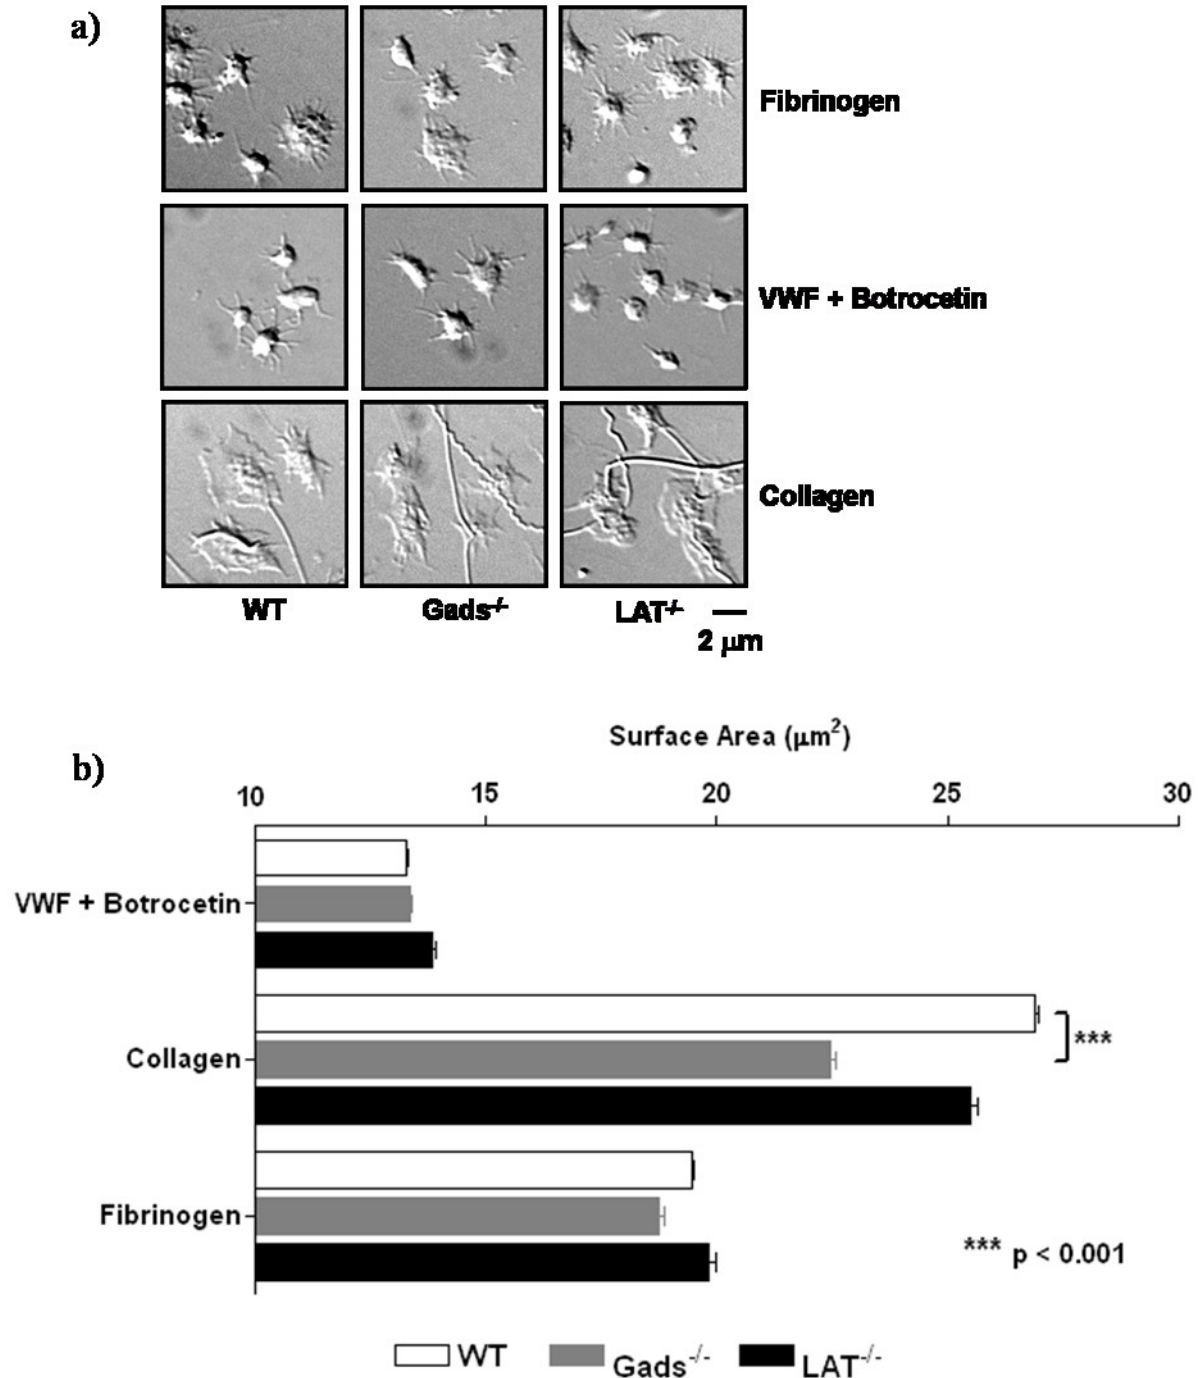 a)
Fibrinogen
VWF + Botrocetin
Collagen
WT Gads-/- LAT-/-
2 μm
b)
Surface Area (μm²)
10 15 20 25 30
VWF + Botrocetin
Collagen
***
Fibrinogen
*** p < 0.001
WT Gads-/- LAT-/-